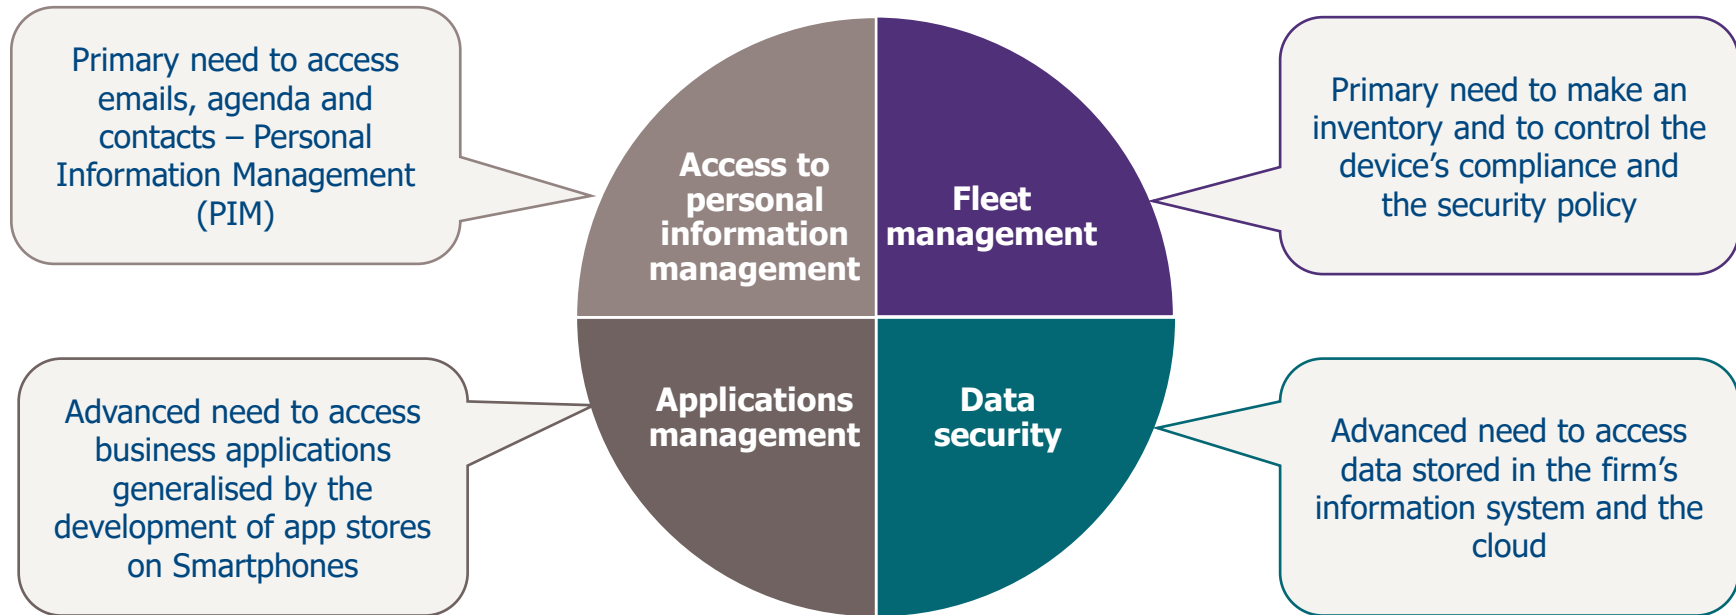 Primary need to access
emails, agenda and
contacts – Personal
Information Management
(PIM)
Access to
personal
information
management
Fleet
management
Primary need to make an
inventory and to control the
device’s compliance and
the security policy
Advanced need to access
business applications
generalised by the
development of app stores
on Smartphones
Applications
management
Data
security
Advanced need to access
data stored in the firm’s
information system and the
cloud